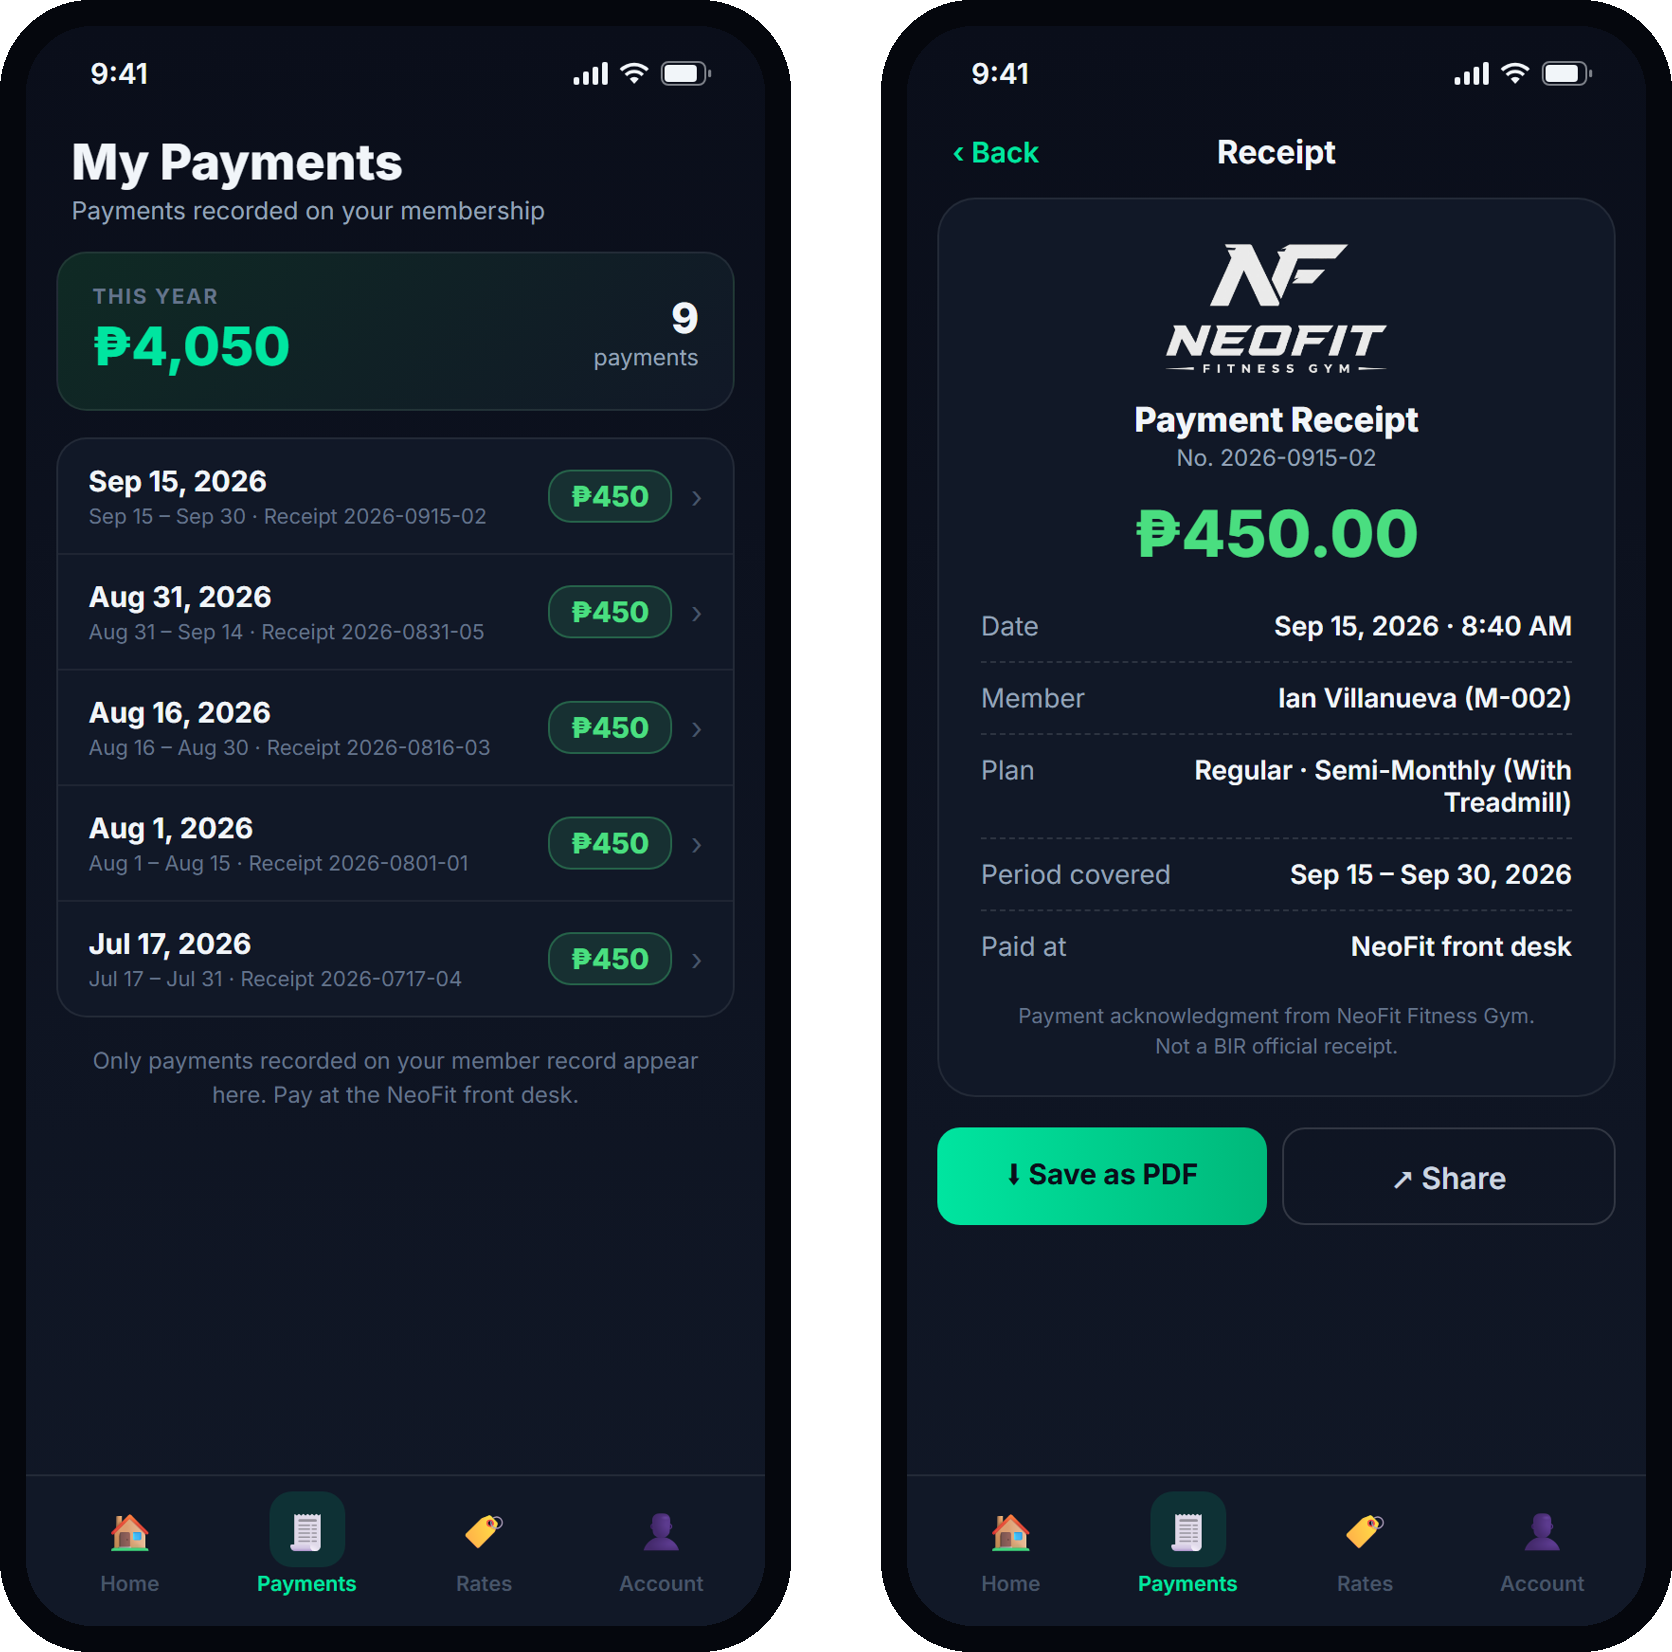 9:41
My Payments
Payments recorded on your membership
THIS YEAR
₱4,050
9
payments
Sep 15, 2026
Sep 15 – Sep 30 · Receipt 2026-0915-02
₱450 ›
Aug 31, 2026
Aug 31 – Sep 14 · Receipt 2026-0831-05
₱450 ›
Aug 16, 2026
Aug 16 – Aug 30 · Receipt 2026-0816-03
₱450 ›
Aug 1, 2026
Aug 1 – Aug 15 · Receipt 2026-0801-01
₱450 ›
Jul 17, 2026
Jul 17 – Jul 31 · Receipt 2026-0717-04
₱450 ›
Only payments recorded on your member record appear
here. Pay at the NeoFit front desk.
Home Payments Rates Account
9:41
‹ Back Receipt
NF
NEOFIT
FITNESS GYM
Payment Receipt
No. 2026-0915-02
₱450.00
Date Sep 15, 2026 · 8:40 AM
Member Ian Villanueva (M-002)
Plan Regular · Semi-Monthly (With
Treadmill)
Period covered Sep 15 – Sep 30, 2026
Paid at NeoFit front desk
Payment acknowledgment from NeoFit Fitness Gym.
Not a BIR official receipt.
⬇ Save as PDF ↗ Share
Home Payments Rates Account